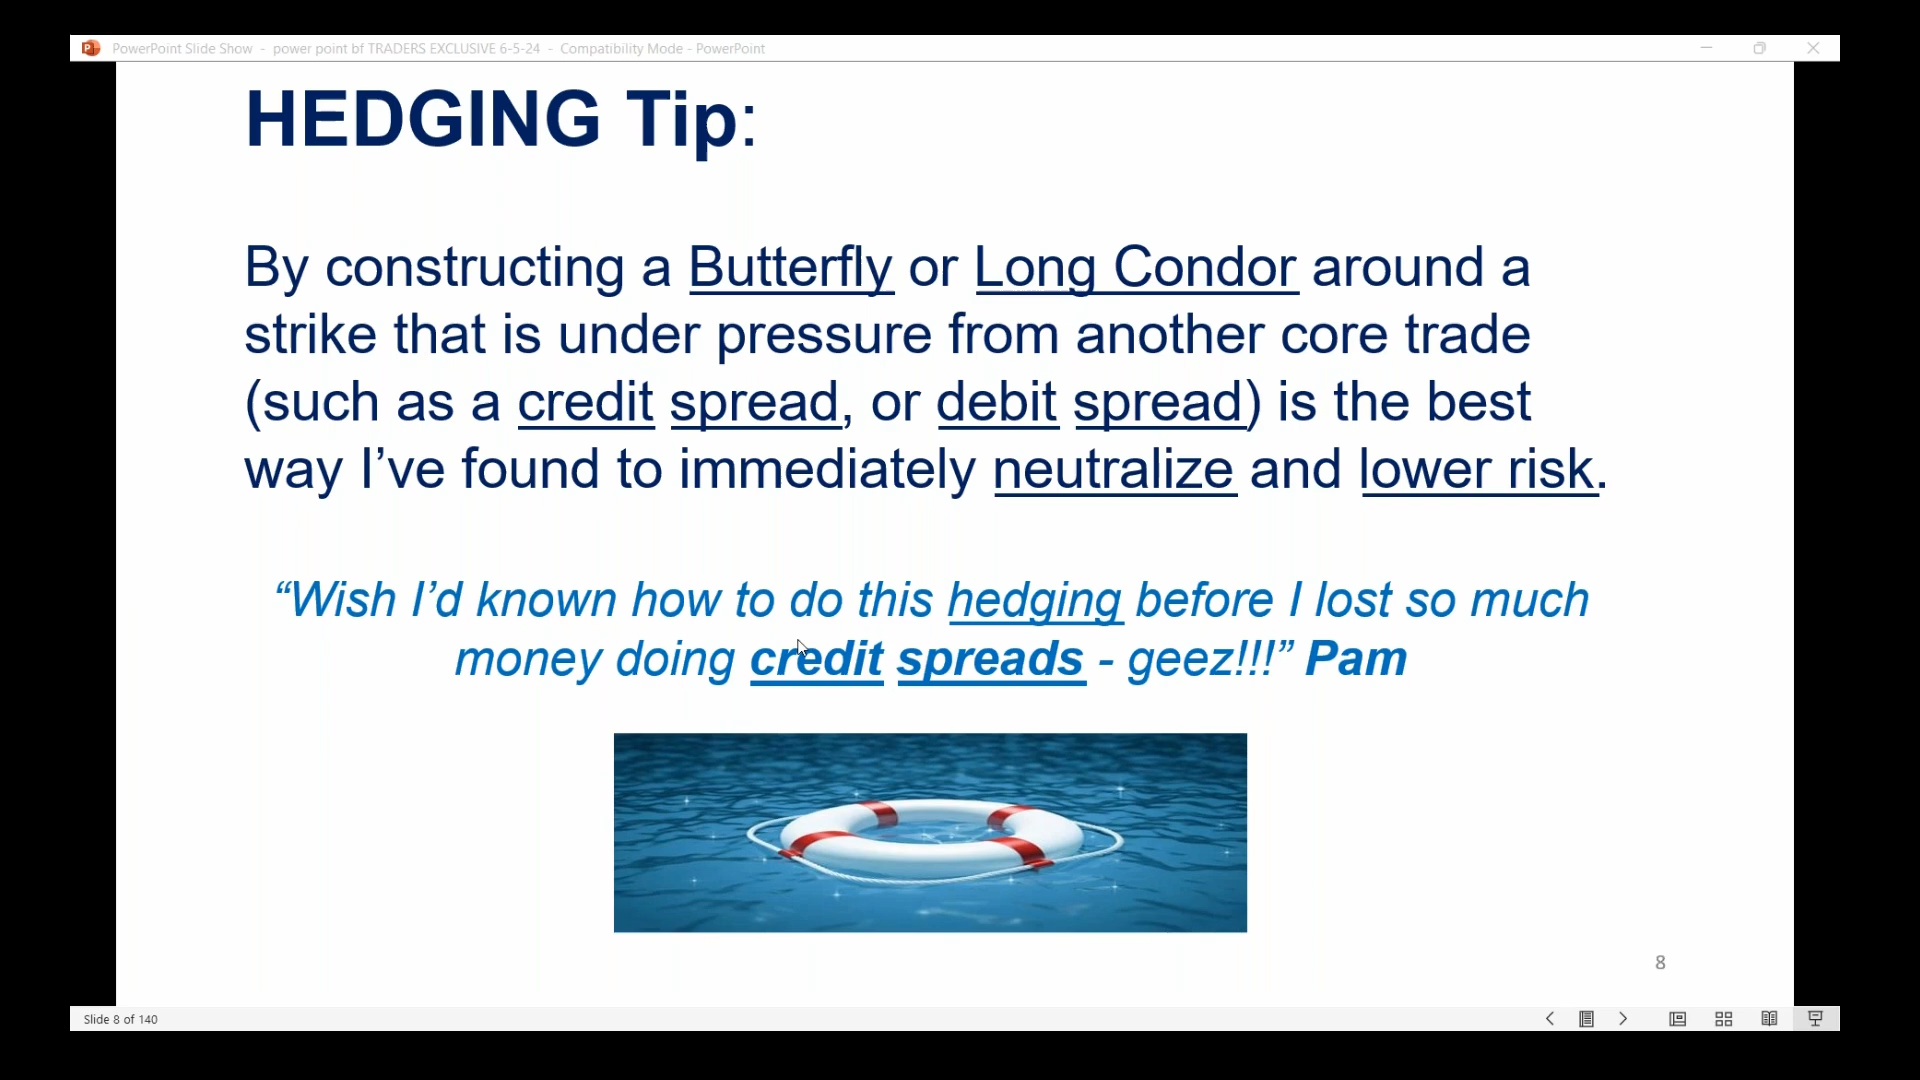 PowerPoint Slide Show - power point bf TRADERS EXCLUSIVE 6-5-24 - Compatibility Mode - PowerPoint
HEDGING Tip:
By constructing a Butterfly or Long Condor around a
strike that is under pressure from another core trade
(such as a credit spread, or debit spread) is the best
way I’ve found to immediately neutralize and lower risk.
“Wish I’d known how to do this hedging before I lost so much
money doing credit spreads - geez!!!” Pam
8
Slide 8 of 140